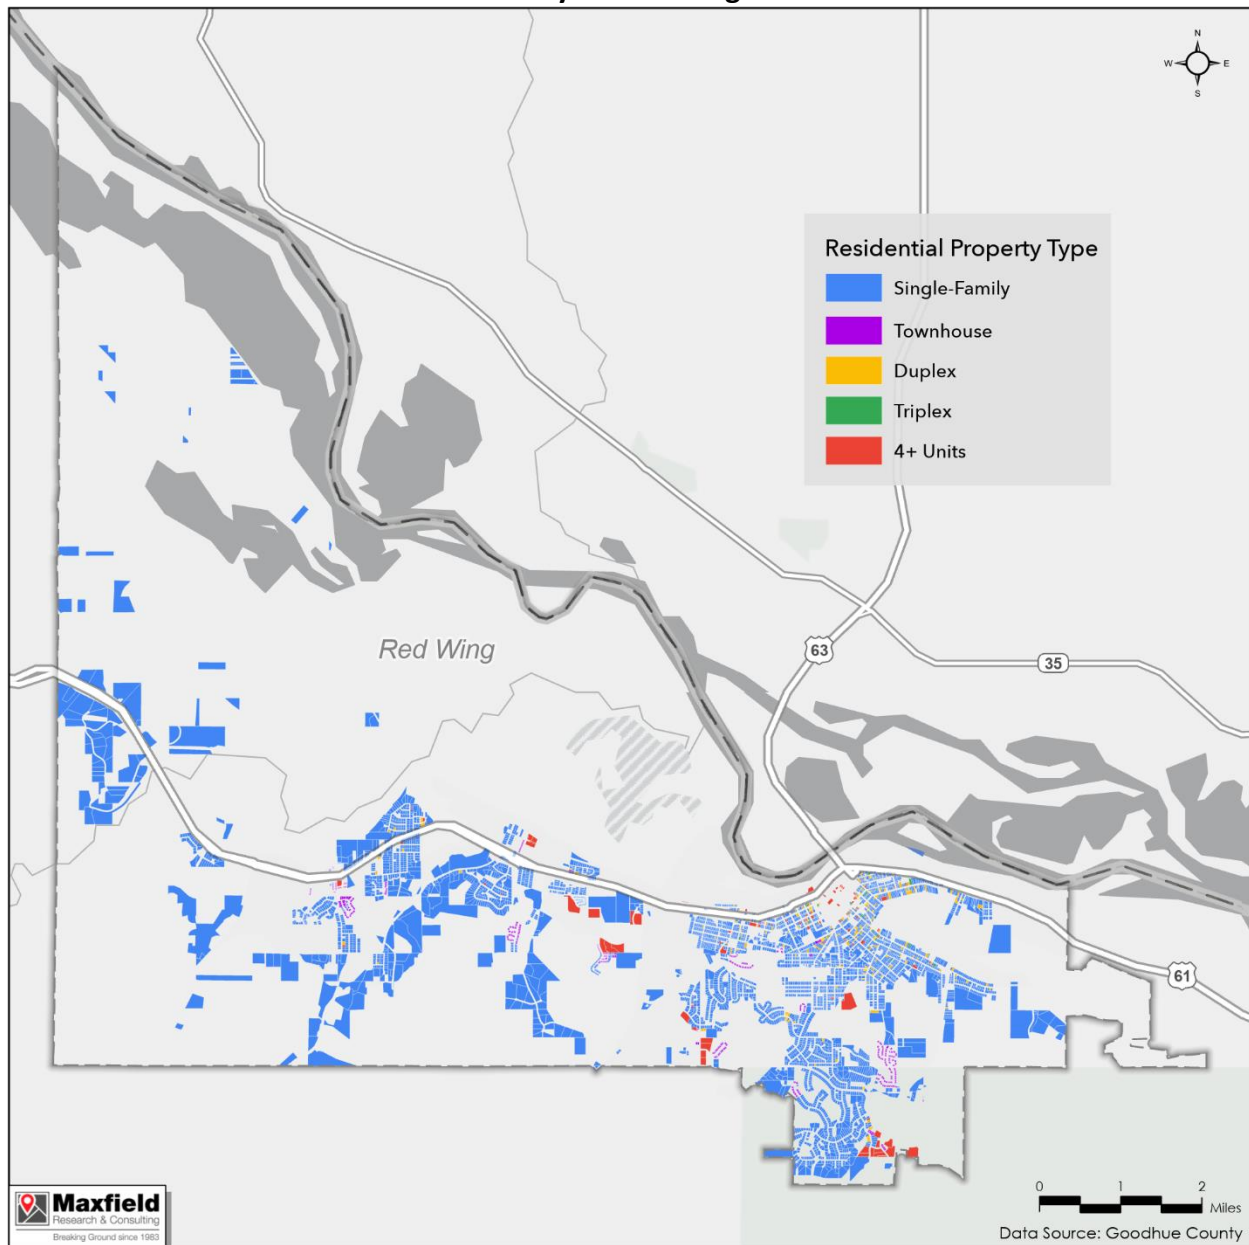 N
W E
S
Residential Property Type
Single-Family
Townhouse
Duplex
Triplex
4+ Units
Red Wing
63
35
61
Maxfield
Research & Consulting
Breaking Ground since 1983
0 1 2
Miles
Data Source: Goodhue County